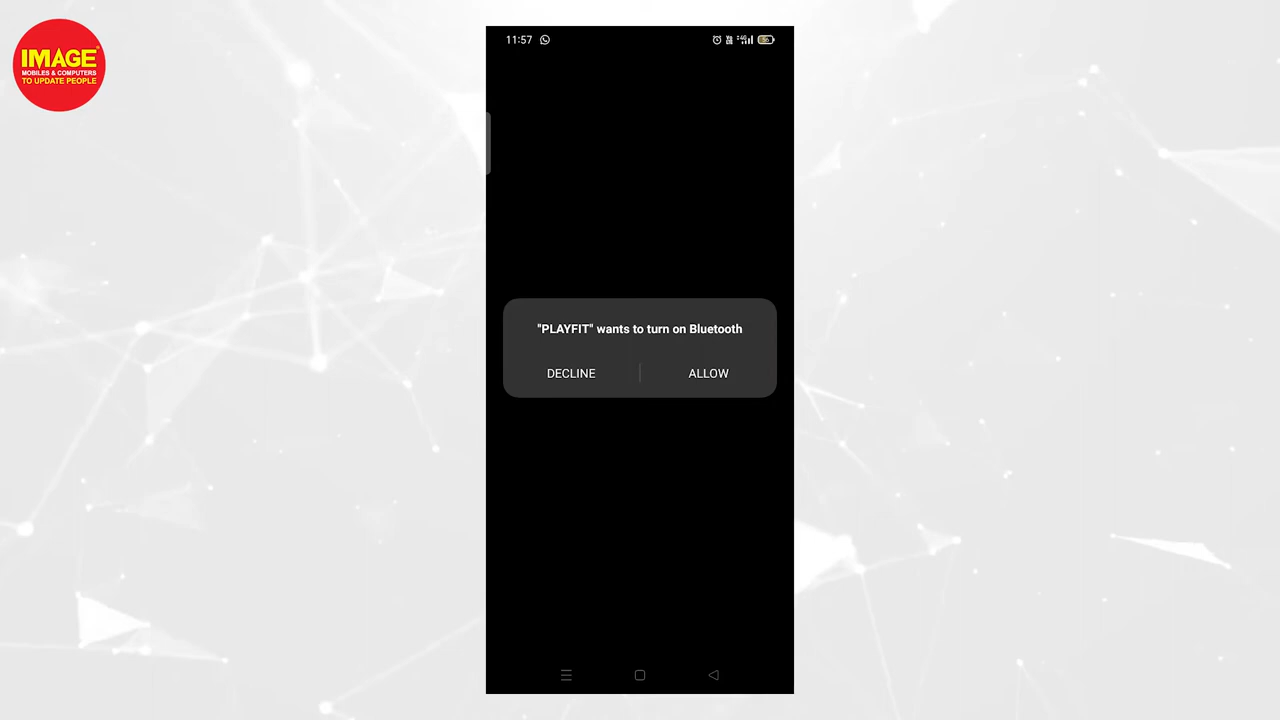 IMAGE
MOBILES & COMPUTERS
TO UPDATE PEOPLE
11:57
"PLAYFIT" wants to turn on Bluetooth
DECLINE
ALLOW